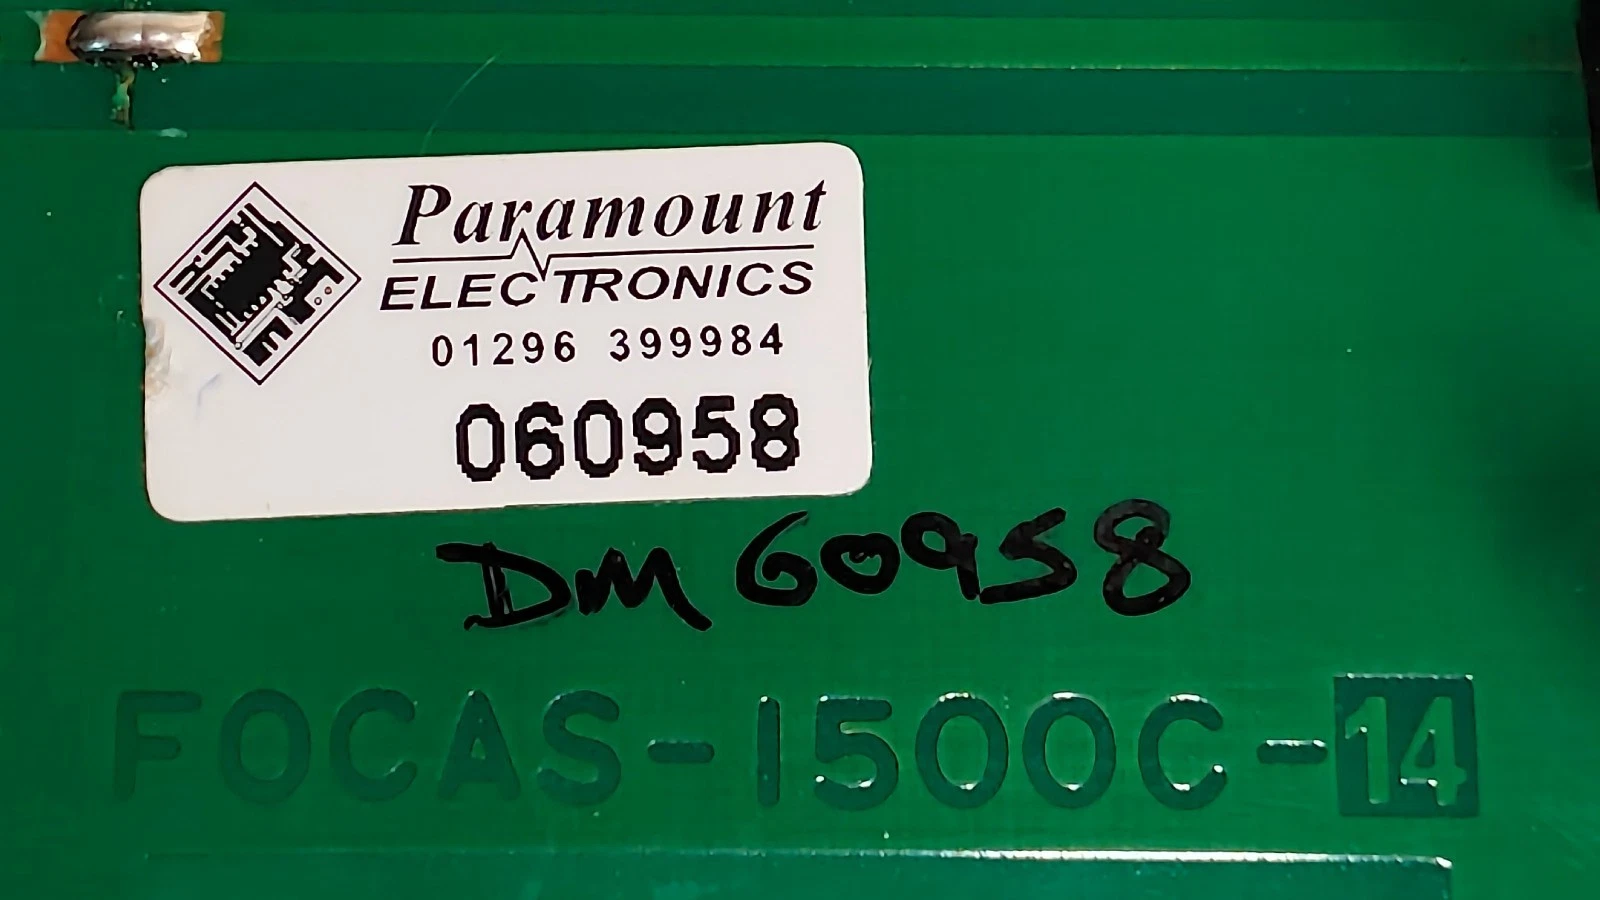 Paramount
ELECTRONICS
01296 399984
060958
DM 60958
FOCAS-1500C-14